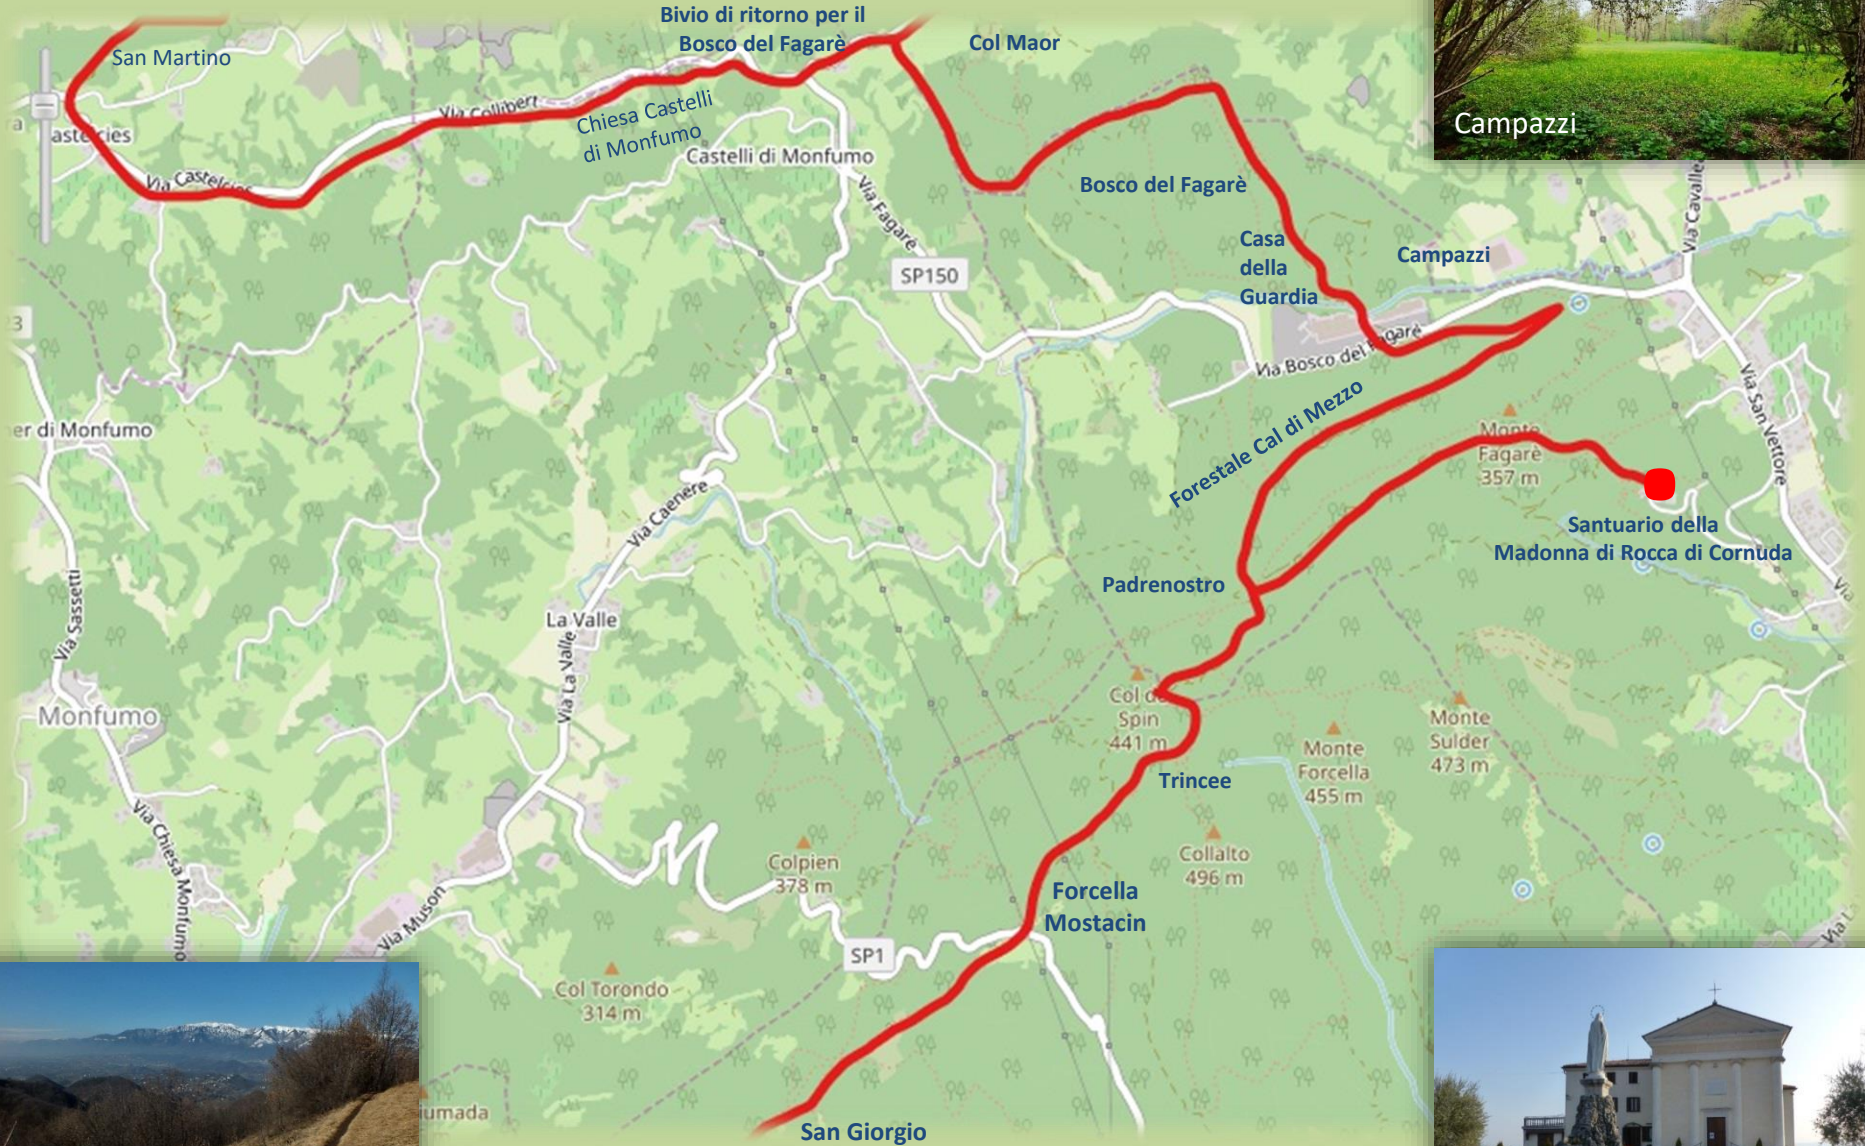 Bivio di ritorno per il
Bosco del Fagarè
San Martino
Col Maor
Campazzi
Via Collibert
Chiesa Castelli
di Monfumo
Castelli di Monfumo
Via Castelcies
Via Fagarè
Bosco del Fagarè
SP150
Casa
della
Guardia
Campazzi
Via Bosco del Fagarè
Via San Vettore
Forestale Cal di Mezzo
Monte
Fagarè
357 m
Santuario della
Madonna di Rocca di Cornuda
er di Monfumo
Via Caenere
Padrenostro
La Valle
Via La Valle
Via Sassetti
Monfumo
Spin
441 m
Trincee
Monte
Forcella
455 m
Monte
Sulder
473 m
Via Chiesa Monfumo
Colpien
378 m
Collalto
496 m
Forcella
Mostacin
Via Muson
SP1
Col Torondo
314 m
iumada
San Giorgio